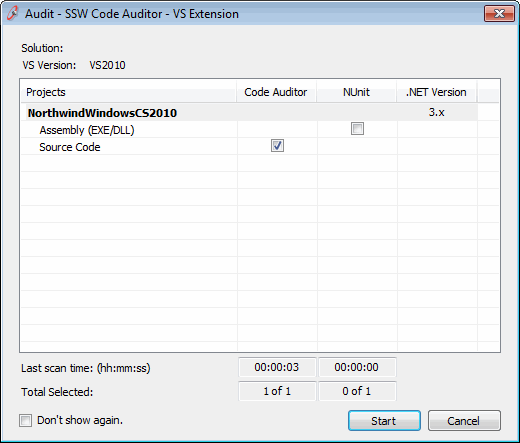 Audit - SSW Code Auditor - VS Extension
Solution:
VS Version: VS2010
Projects Code Auditor NUnit .NET Version
NorthwindWindowsCS2010 3.x
Assembly (EXE/DLL)
Source Code
Last scan time: (hh:mm:ss) 00:00:03 00:00:00
Total Selected: 1 of 1 0 of 1
Don't show again. Start Cancel